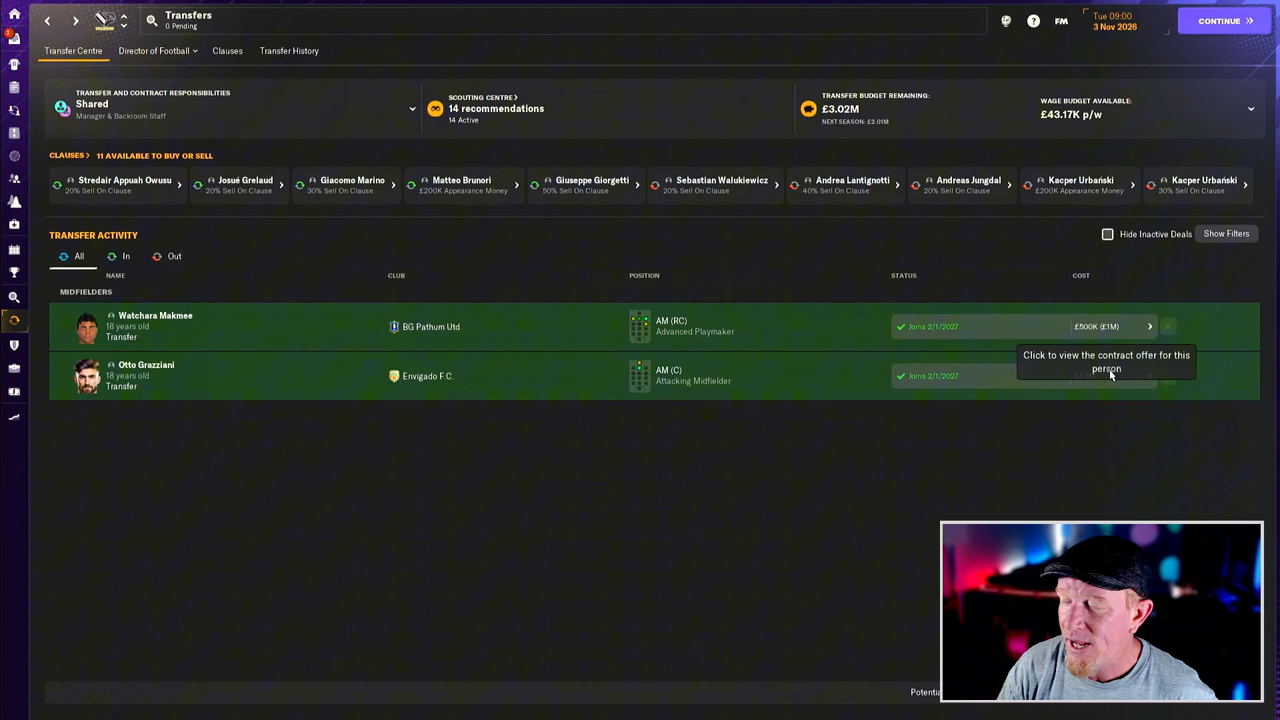 Transfers
0 Pending
FM
Tue 09:00
3 Nov 2026
CONTINUE
2
Transfer Centre
Director of Football
Clauses
Transfer History
TRANSFER AND CONTRACT RESPONSIBILITIES
Shared
Manager & Backroom Staff
SCOUTING CENTRE >
14 recommendations
14 Active
TRANSFER BUDGET REMAINING:
£3.02M
NEXT SEASON: £2.01M
WAGE BUDGET AVAILABLE:
£43.17K p/w
CLAUSES > 11 AVAILABLE TO BUY OR SELL
Stredair Appuah Owusu
20% Sell On Clause
Josué Grelaud
20% Sell On Clause
Giacomo Marino
30% Sell On Clause
Matteo Brunori
£200K Appearance Money
Giuseppe Giorgetti
50% Sell On Clause
Sebastian Walukiewicz
20% Sell On Clause
Andrea Lantignotti
40% Sell On Clause
Andreas Jungdal
20% Sell On Clause
Kacper Urbański
£200K Appearance Money
Kacper Urbański
30% Sell On Clause
TRANSFER ACTIVITY
Hide Inactive Deals
Show Filters
All
In
Out
NAME
CLUB
POSITION
STATUS
COST
MIDFIELDERS
Watchara Makmee
18 years old
Transfer
BG Pathum Utd
AM (RC)
Advanced Playmaker
Joins 2/1/2027
£500K (£1M)
Otto Grazziani
18 years old
Transfer
Envigado F.C.
AM (C)
Attacking Midfielder
Joins 2/1/2027
Click to view the contract offer for this
person